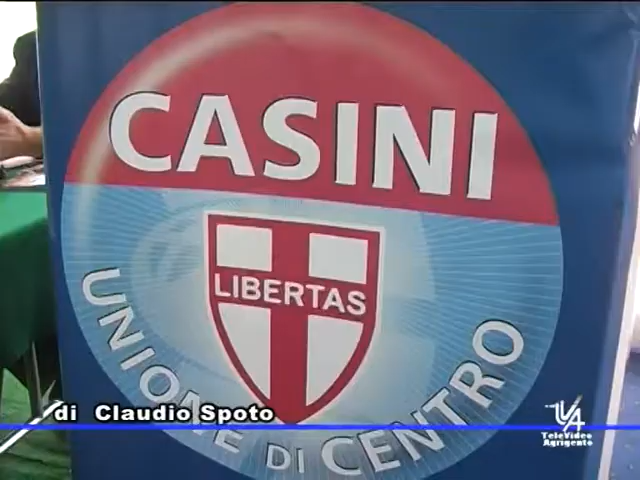 CASINI
LIBERTAS
UNIONE DI CENTRO
di Claudio Spoto
TeleVideo
Agrigento